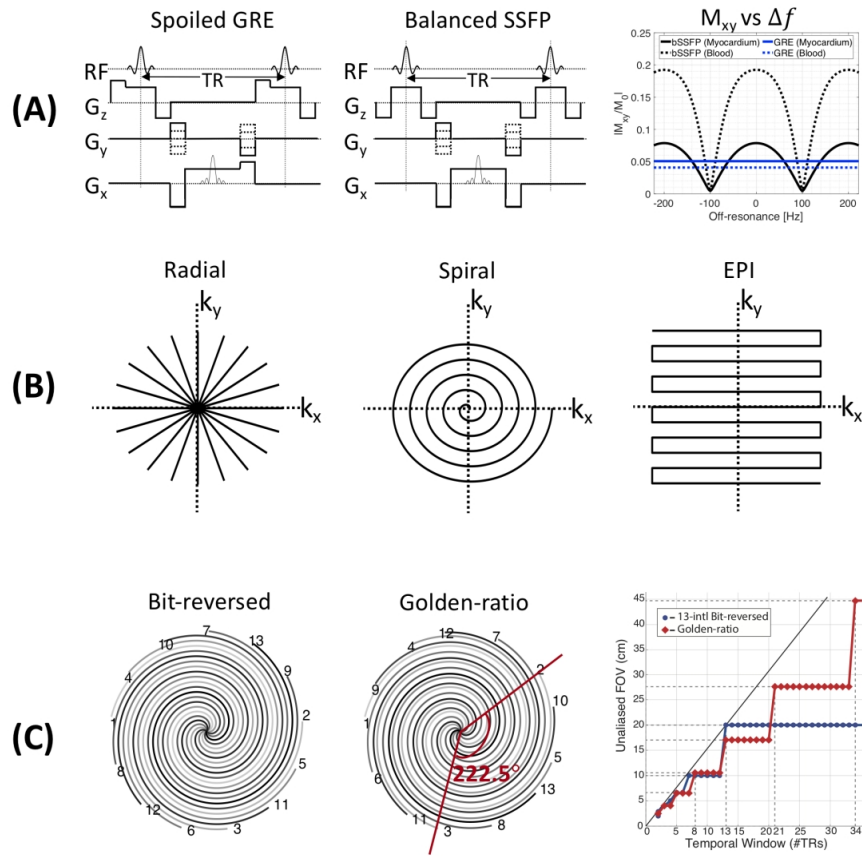 Spoiled GRE
Balanced SSFP
Mxy vs Δf
(A)
RF
TR
Gz
Gy
Gx
RF
TR
Gz
Gy
Gx
bSSFP (Myocardium)
bSSFP (Blood)
GRE (Myocardium)
GRE (Blood)
|Mxy/M0|
0.25
0.2
0.15
0.1
0.05
0
-200
-100
0
100
200
Off-resonance [Hz]
Radial
Spiral
EPI
(B)
ky
kx
ky
kx
ky
kx
Bit-reversed
Golden-ratio
(C)
7
10
13
4
9
1
2
8
5
12
11
6
3
12
7
4
2
9
10
1
5
6
13
11
3
8
222.5°
13-intl Bit-reversed
Golden-ratio
Unaliased FOV (cm)
45
40
35
30
25
20
15
10
5
0
0
5
8
10
13
15
20
21
25
30
34
Temporal Window (#TRs)